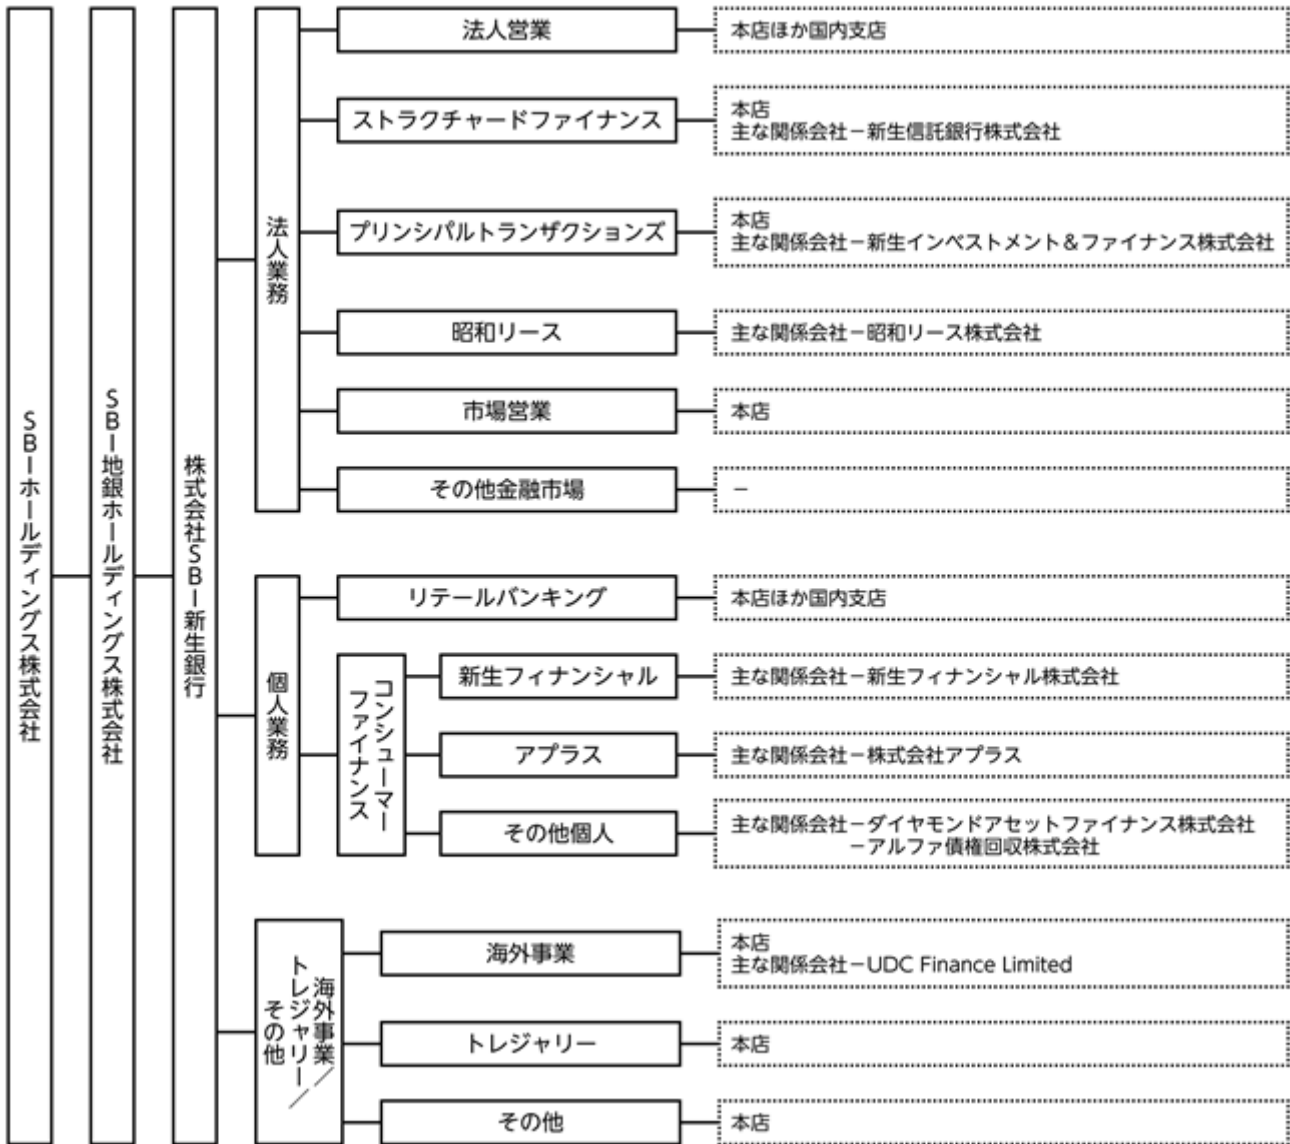 SBIホールディングス株式会社
SBI地銀ホールディングス株式会社
株式会社SBI新生銀行
法人業務
法人営業
本店ほか国内支店
ストラクチャードファイナンス
本店
主な関係会社－新生信託銀行株式会社
プリンシパルトランザクションズ
本店
主な関係会社－新生インベストメント＆ファイナンス株式会社
昭和リース
主な関係会社－昭和リース株式会社
市場営業
本店
その他金融市場
－
個人業務
リテールバンキング
本店ほか国内支店
コンシューマー
ファイナンス
新生フィナンシャル
主な関係会社－新生フィナンシャル株式会社
アプラス
主な関係会社－株式会社アプラス
その他個人
主な関係会社－ダイヤモンドアセットファイナンス株式会社
－アルファ債権回収株式会社
海外事業／
トレジャリー／
その他
海外事業
本店
主な関係会社－UDC Finance Limited
トレジャリー
本店
その他
本店